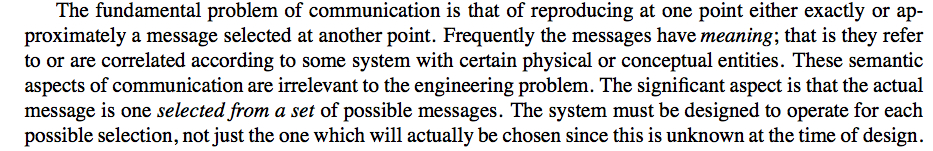 The fundamental problem of communication is that of reproducing at one point either exactly or ap-
proximately a message selected at another point. Frequently the messages have meaning; that is they refer
to or are correlated according to some system with certain physical or conceptual entities. These semantic
aspects of communication are irrelevant to the engineering problem. The significant aspect is that the actual
message is one selected from a set of possible messages. The system must be designed to operate for each
possible selection, not just the one which will actually be chosen since this is unknown at the time of design.